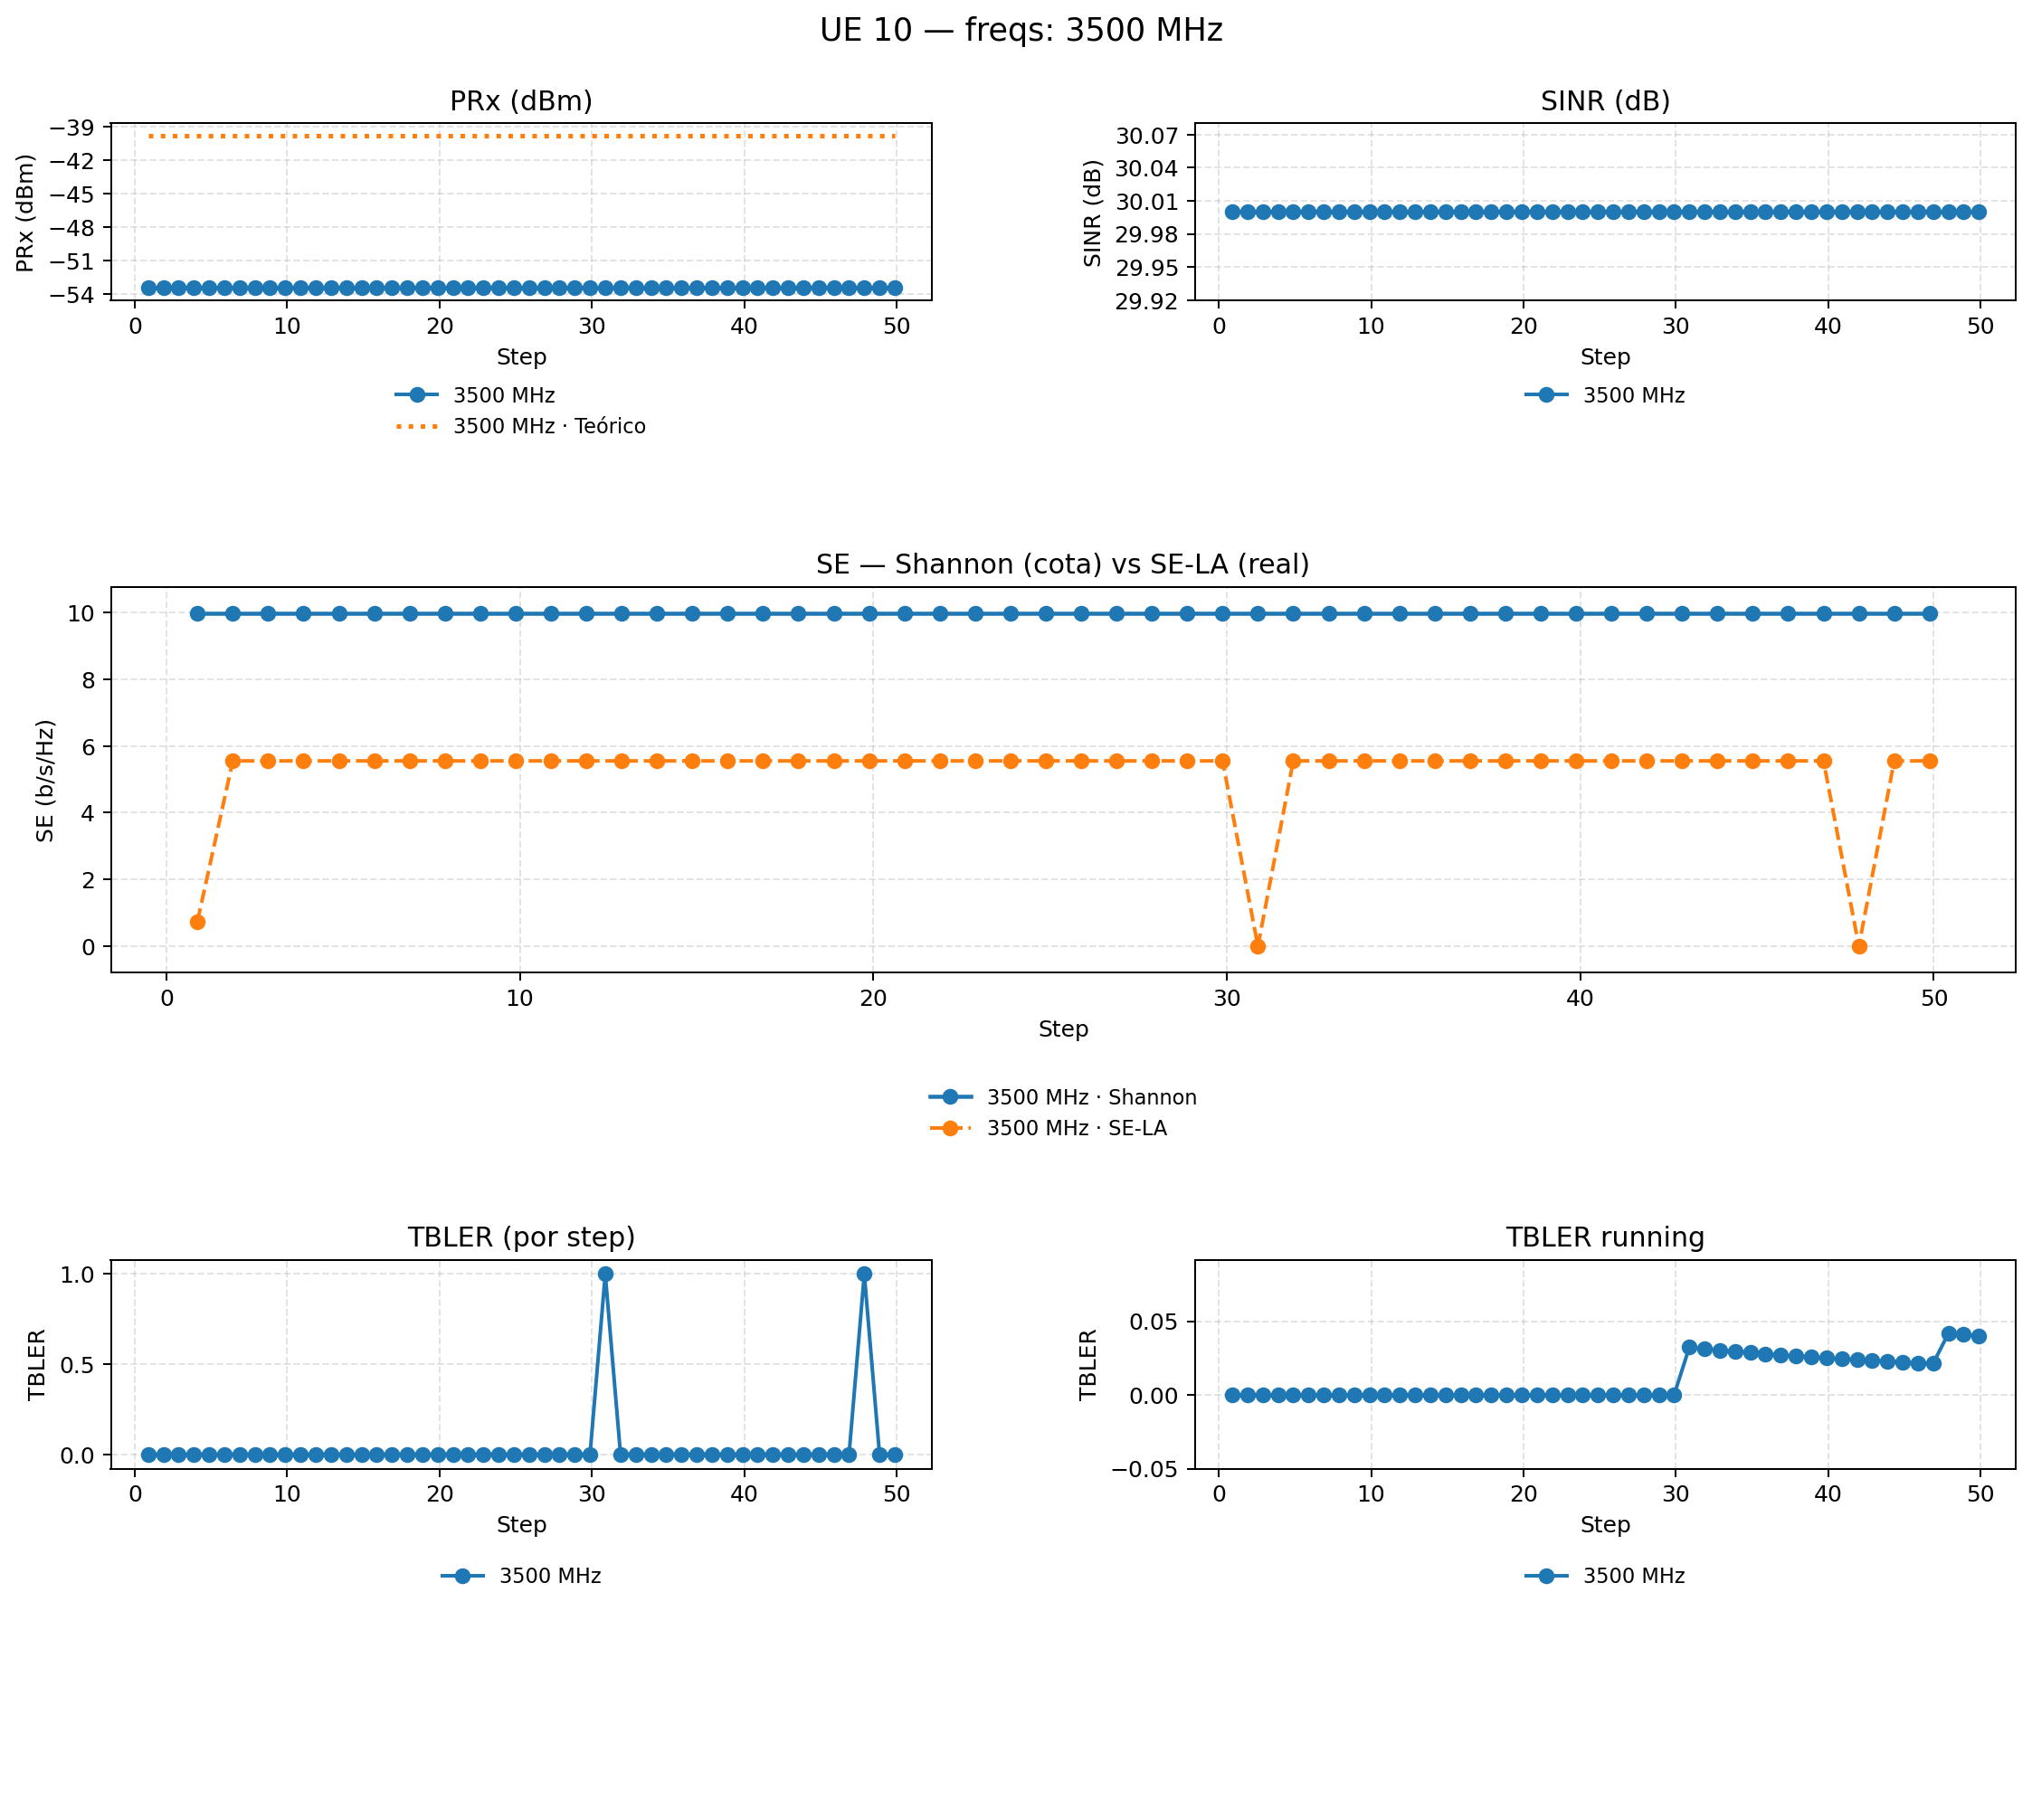 UE 10 — freqs: 3500 MHz
PRx (dBm)
PRx (dBm)
−39
−42
−45
−48
−51
−54
0 10 20 30 40 50
Step
3500 MHz
3500 MHz · Teórico
SINR (dB)
SINR (dB)
30.07
30.04
30.01
29.98
29.95
29.92
0 10 20 30 40 50
Step
3500 MHz
SE — Shannon (cota) vs SE-LA (real)
SE (b/s/Hz)
10
8
6
4
2
0
0 10 20 30 40 50
Step
3500 MHz · Shannon
3500 MHz · SE-LA
TBLER (por step)
TBLER
1.0
0.5
0.0
0 10 20 30 40 50
Step
3500 MHz
TBLER running
TBLER
0.05
0.00
−0.05
0 10 20 30 40 50
Step
3500 MHz